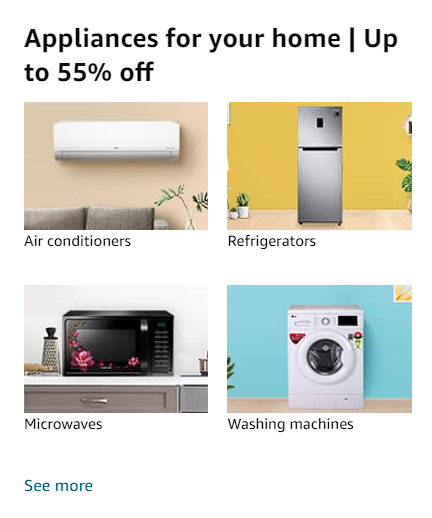 Appliances for your home | Up
to 55% off
Air conditioners
Refrigerators
Microwaves
Washing machines
See more